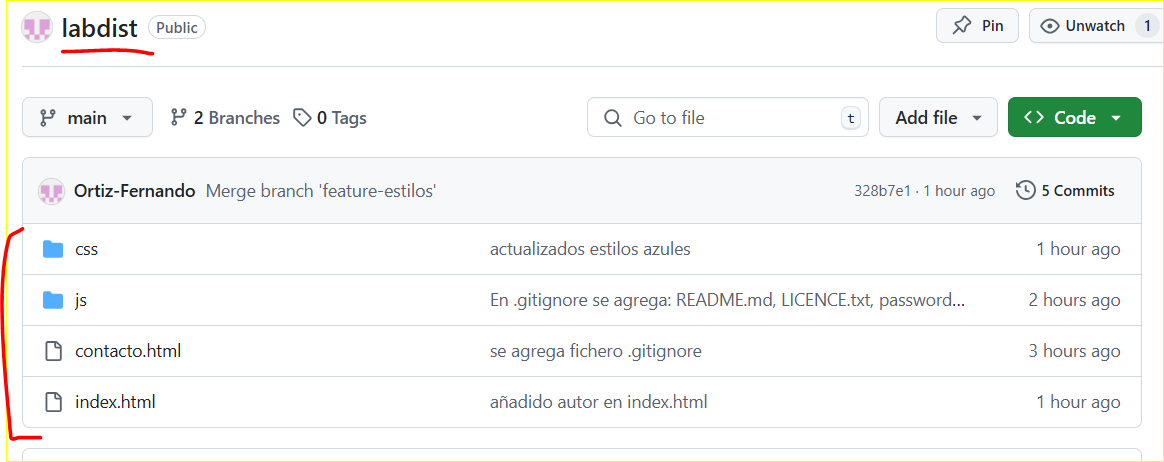 labdist Public Pin Unwatch 1
main 2 Branches 0 Tags Go to file t Add file Code
Ortiz-Fernando Merge branch 'feature-estilos' 328b7e1 · 1 hour ago 5 Commits
css actualizados estilos azules 1 hour ago
js En .gitignore se agrega: README.md, LICENCE.txt, password... 2 hours ago
contacto.html se agrega fichero .gitignore 3 hours ago
index.html añadido autor en index.html 1 hour ago